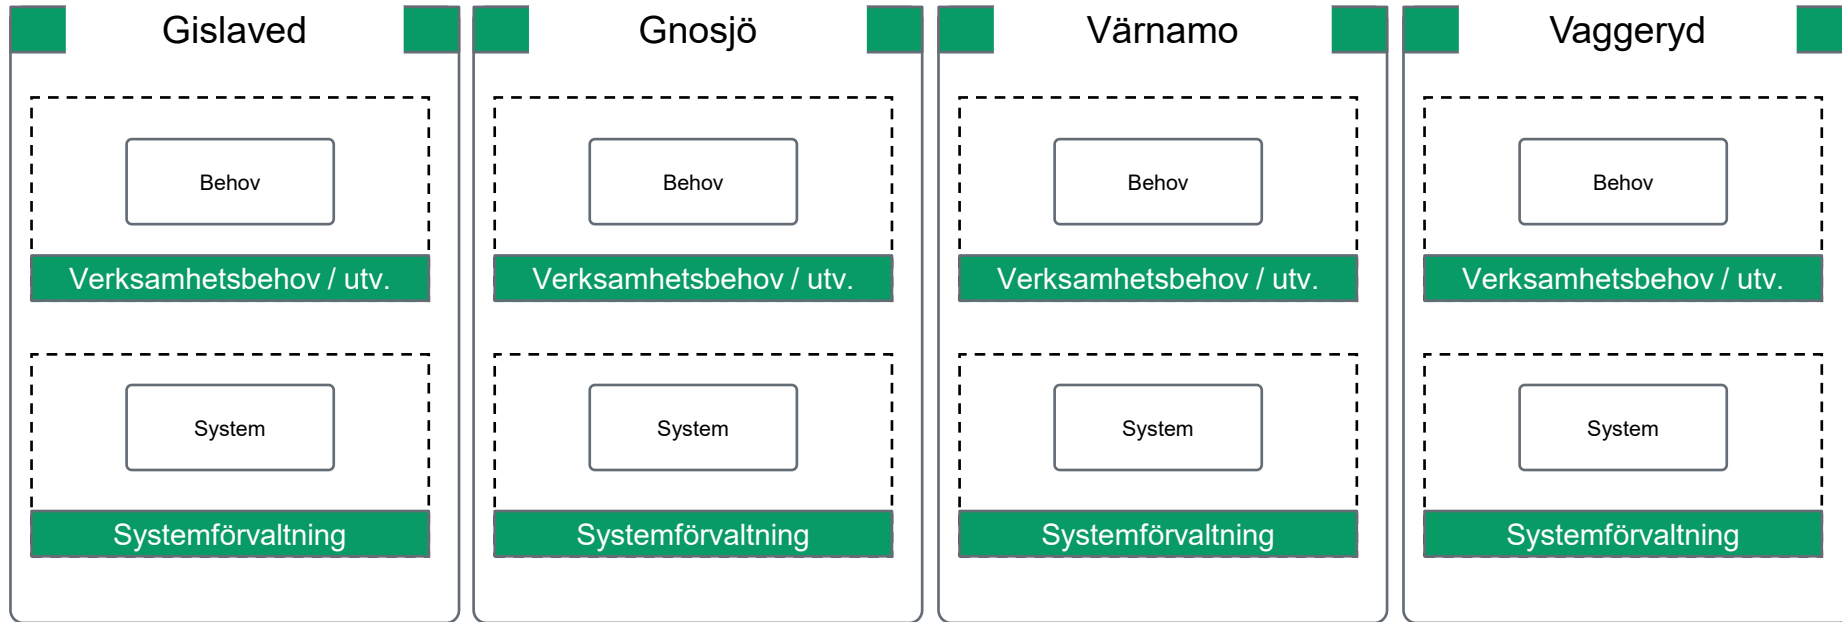 Gislaved
Gnosjö
Värnamo
Vaggeryd
Behov
Behov
Behov
Behov
Verksamhetsbehov / utv.
Verksamhetsbehov / utv.
Verksamhetsbehov / utv.
Verksamhetsbehov / utv.
System
System
System
System
Systemförvaltning
Systemförvaltning
Systemförvaltning
Systemförvaltning